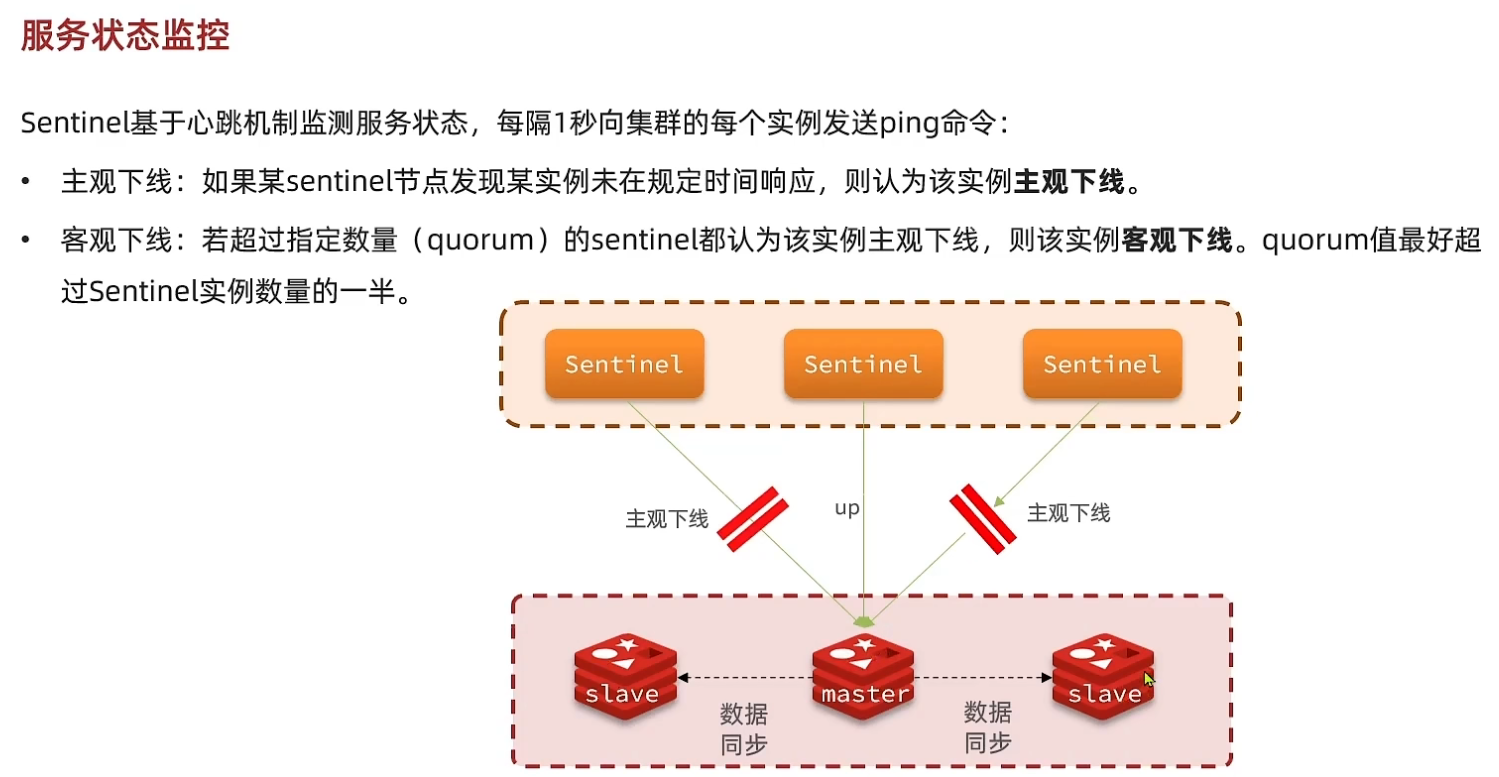 服务状态监控
Sentinel基于心跳机制监测服务状态，每隔1秒向集群的每个实例发送ping命令：
• 主观下线：如果某sentinel节点发现某实例未在规定时间响应，则认为该实例主观下线。
• 客观下线：若超过指定数量（quorum）的sentinel都认为该实例主观下线，则该实例客观下线。quorum值最好超
过Sentinel实例数量的一半。
Sentinel
Sentinel
Sentinel
主观下线
up
主观下线
slave
master
slave
数据
同步
数据
同步